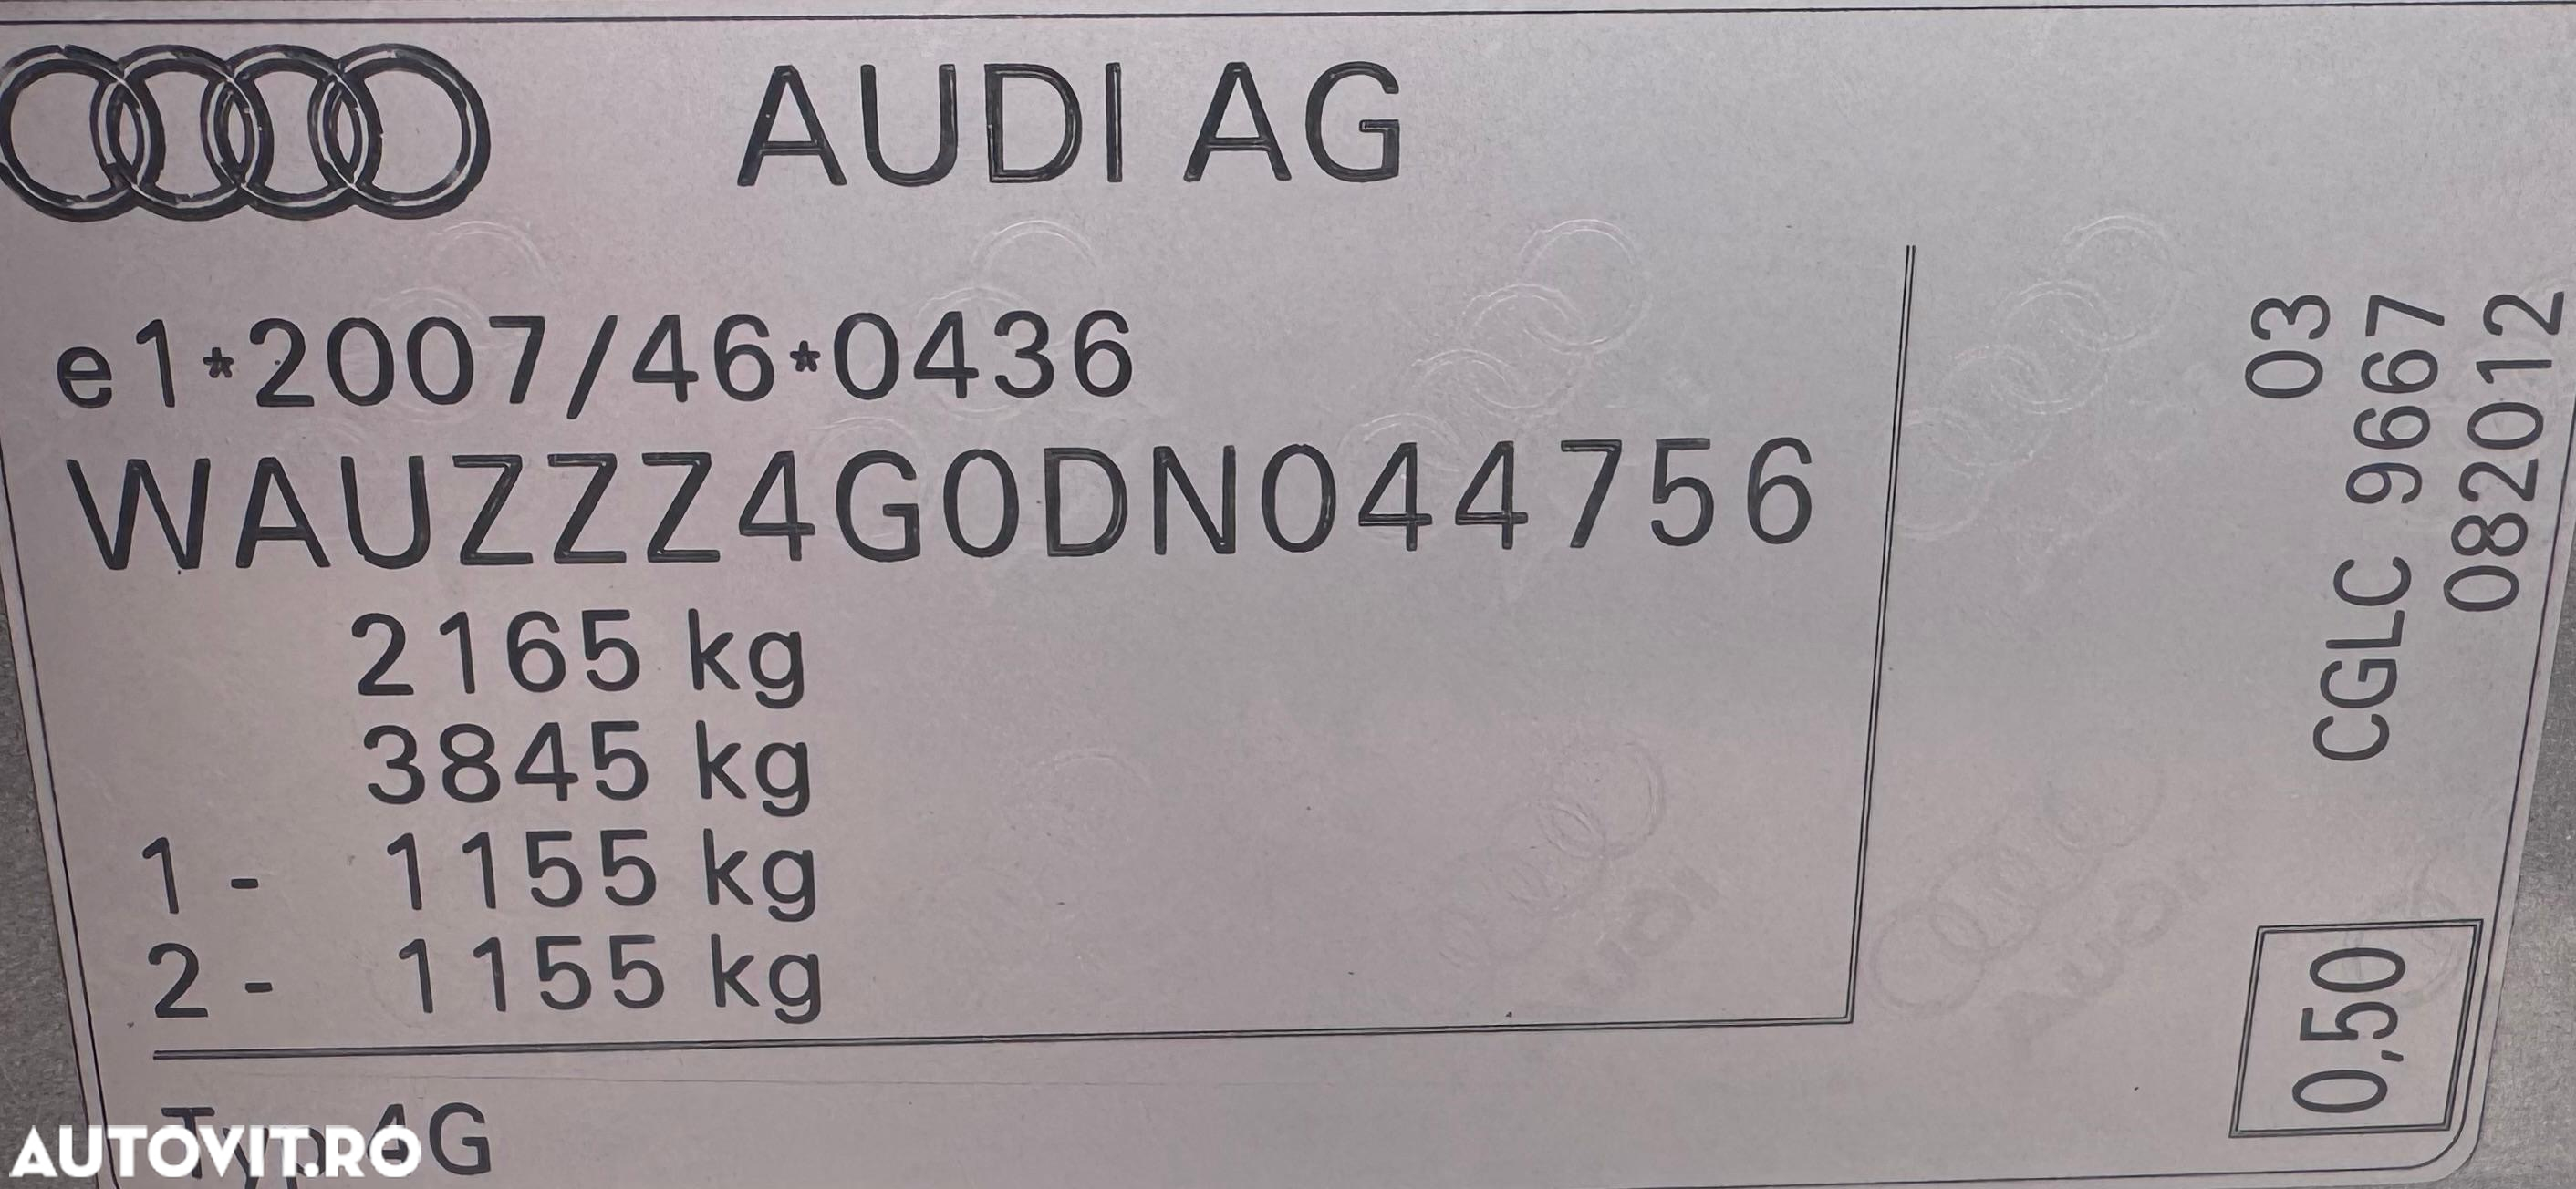 AUDI AG
e1*2007/46*0436
WAUZZZ4G0DN044756
2165 kg
3845 kg
1 - 1155 kg
2 - 1155 kg
Typ 4G
03
CGLC 9667
082012
0,50
AUTOVIT.RO